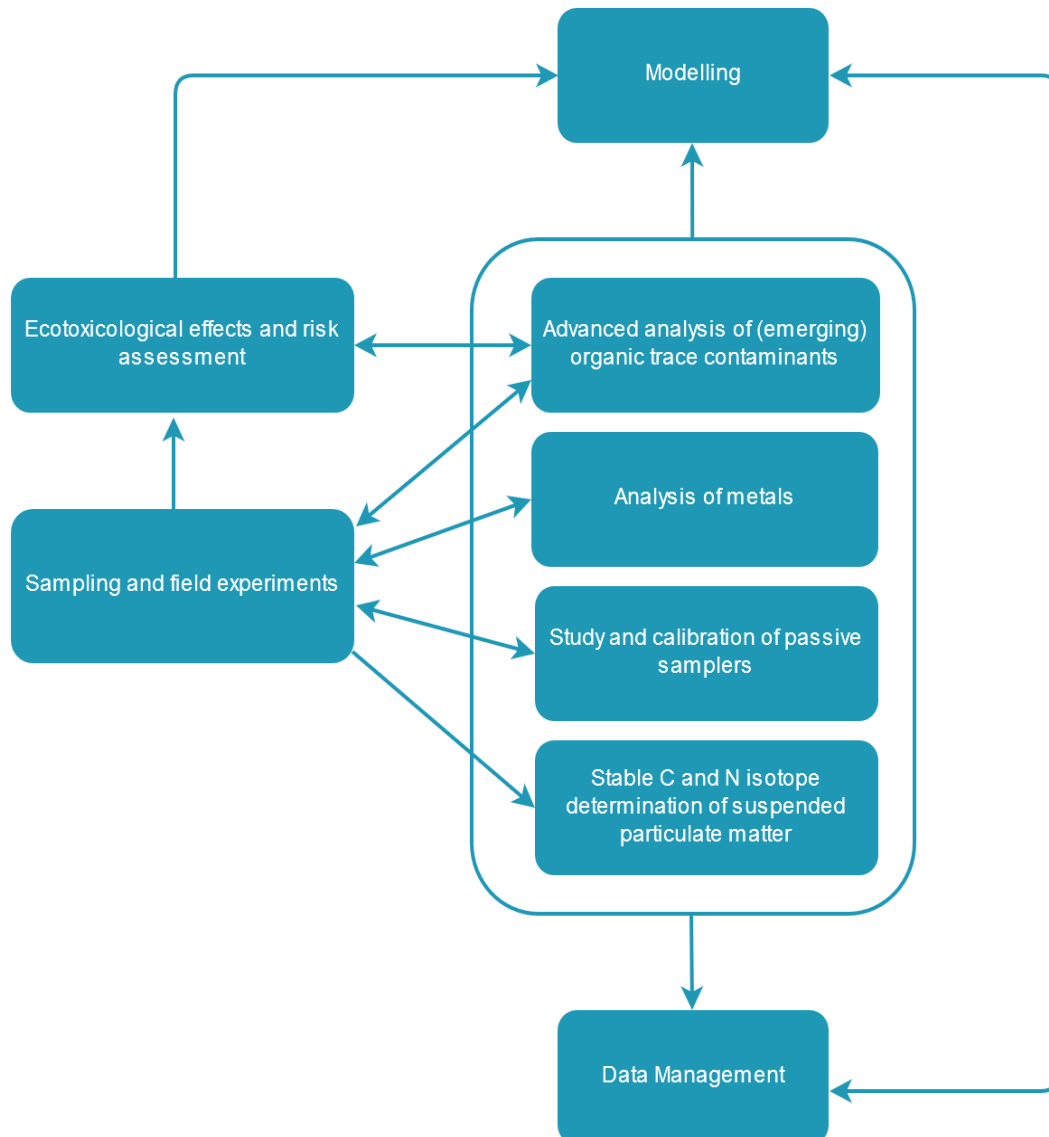 Modelling
Ecotoxicological effects and risk
assessment
Advanced analysis of (emerging)
organic trace contaminants
Analysis of metals
Sampling and field experiments
Study and calibration of passive
samplers
Stable C and N isotope
determination of suspended
particulate matter
Data Management